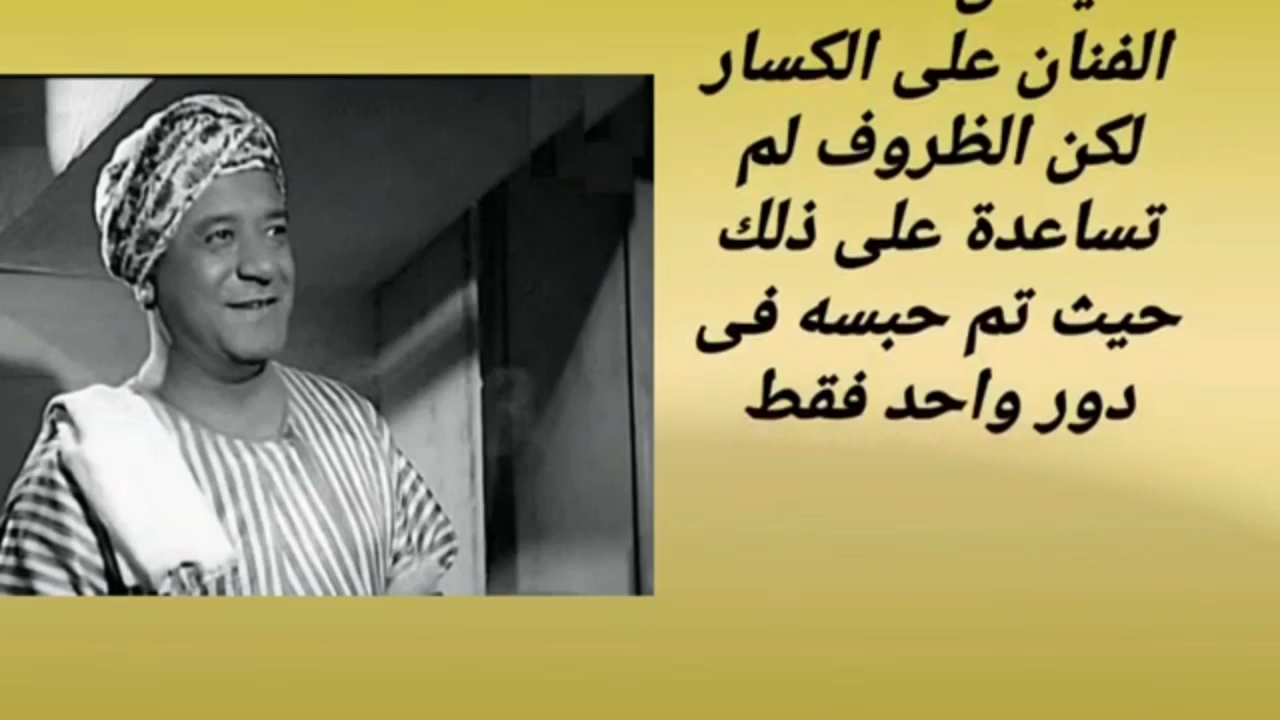 الفنان على الكسار
لكن الظروف لم
تساعدة على ذلك
حيث تم حبسه فى
دور واحد فقط